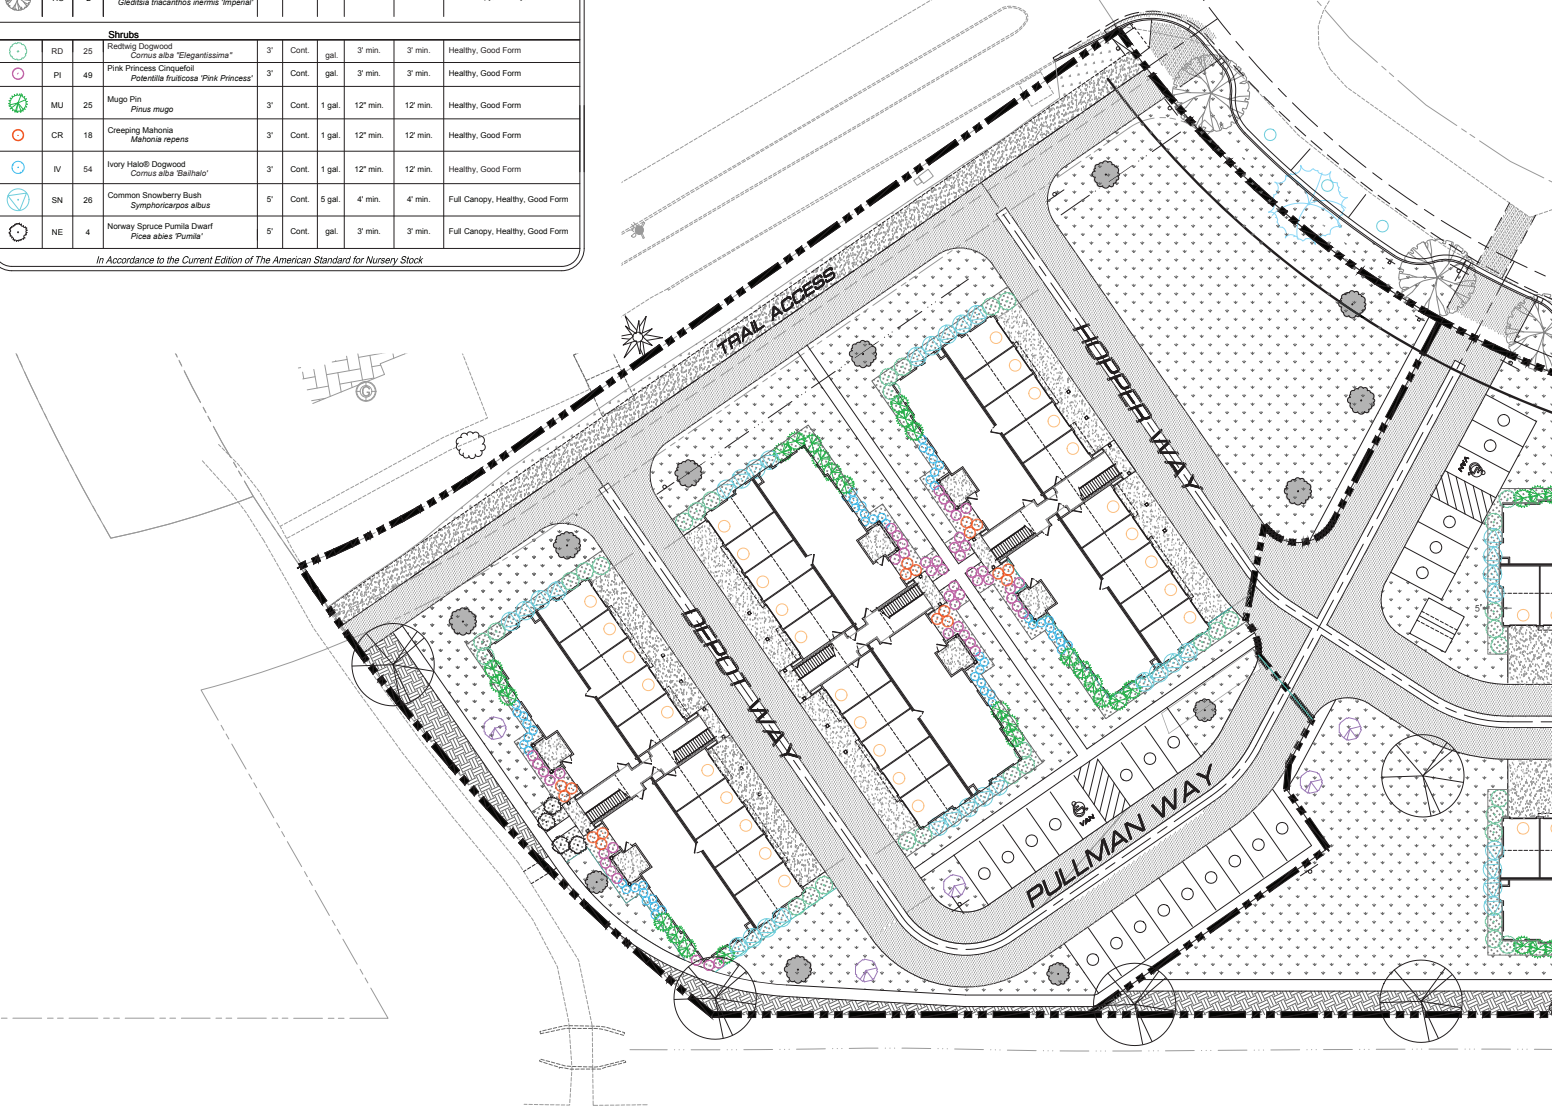 Gleditsia triacanthos inermis 'Imperial'
Shrubs
RD 25 Redtwig Dogwood 3' Cont. gal. 3' min. 3' min. Healthy, Good Form
Cornus alba "Elegantissima"
PI 49 Pink Princess Cinquefoil 3' Cont. gal. 3' min. 3' min. Healthy, Good Form
Potentilla fruiticosa 'Pink Princess'
MU 25 Mugo Pin 3' Cont. 1 gal. 12" min. 12' min. Healthy, Good Form
Pinus mugo
CR 18 Creeping Mahonia 3' Cont. 1 gal. 12" min. 12' min. Healthy, Good Form
Mahonia repens
IV 54 Ivory Halo® Dogwood 3' Cont. 1 gal. 12" min. 12' min. Healthy, Good Form
Cornus alba 'Bailhalo'
SN 26 Common Snowberry Bush 5' Cont. 5 gal. 4' min. 4' min. Full Canopy, Healthy, Good Form
Symphoricarpos albus
NE 4 Norway Spruce Pumila Dwarf 5' Cont. gal. 3' min. 3' min. Full Canopy, Healthy, Good Form
Picea abies 'Pumila'
In Accordance to the Current Edition of The American Standard for Nursery Stock
TRAIL ACCESS
HOPPER WAY
G
VAN
5'
DEPOT WAY
VAN
PULLMAN WAY